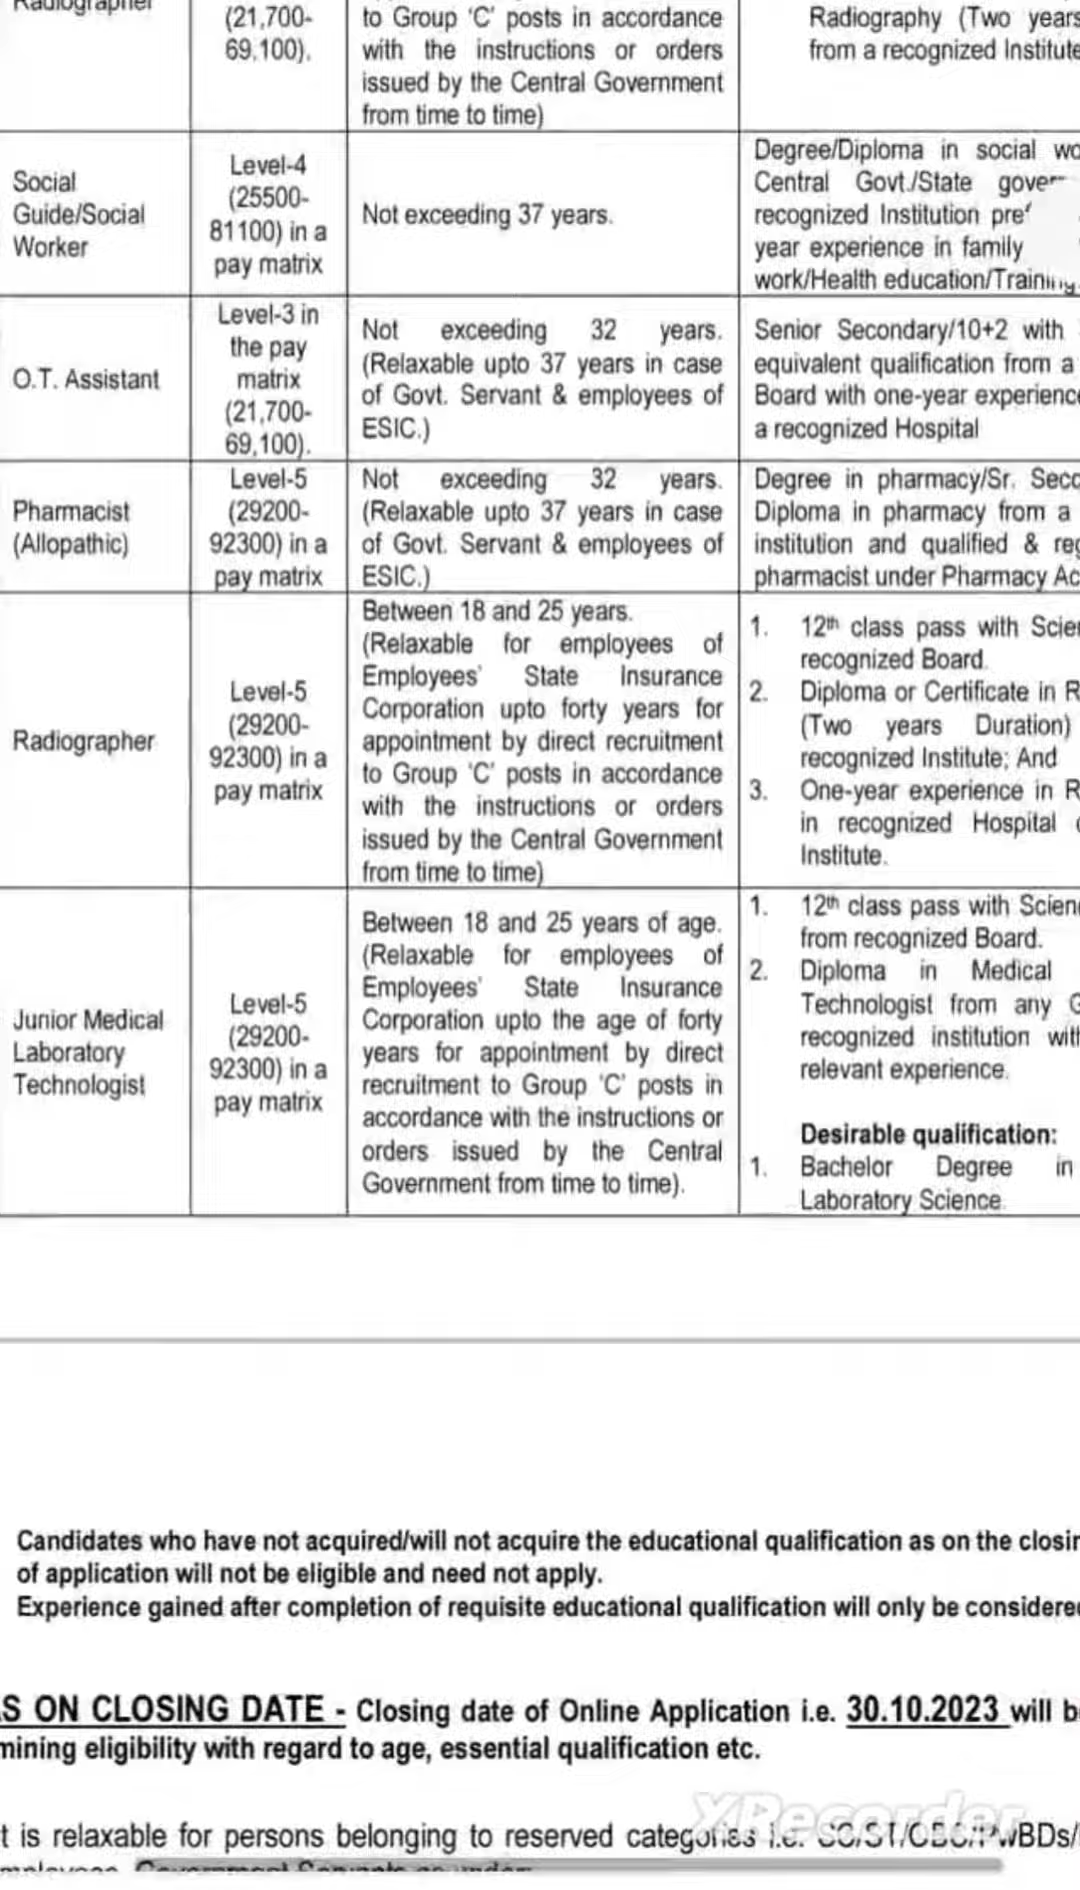 Radiographer
(21,700-
69,100).
to Group 'C' posts in accordance
with the instructions or orders
issued by the Central Government
from time to time)
Radiography (Two years
from a recognized Institute
Social
Guide/Social
Worker
Level-4
(25500-
81100) in a
pay matrix
Not exceeding 37 years.
Degree/Diploma in social
Central Govt./State
recognized Institution
year experience in family
work/Health education/Training
O.T. Assistant
Level-3 in
the pay
matrix
(21,700-
69,100).
Not exceeding 32 years.
(Relaxable upto 37 years in case
of Govt. Servant & employees of
ESIC.)
Senior Secondary/10+2 with
equivalent qualification from a
Board with one-year experience
a recognized Hospital
Pharmacist
(Allopathic)
Level-5
(29200-
92300) in a
pay matrix
Not exceeding 32 years.
(Relaxable upto 37 years in case
of Govt. Servant & employees of
ESIC.)
Degree in pharmacy/Sr.
Diploma in pharmacy from a
institution and qualified &
pharmacist under Pharmacy
Radiographer
Level-5
(29200-
92300) in a
pay matrix
Between 18 and 25 years.
(Relaxable for employees of
Employees' State Insurance
Corporation upto forty years for
appointment by direct recruitment
to Group 'C' posts in accordance
with the instructions or orders
issued by the Central Government
from time to time)
1. 12th class pass with
recognized Board.
2. Diploma or Certificate in
(Two years Duration)
recognized Institute; And
3. One-year experience in
in recognized Hospital
Institute.
Junior Medical
Laboratory
Technologist
Level-5
(29200-
92300) in a
pay matrix
Between 18 and 25 years of age.
(Relaxable for employees of
Employees' State Insurance
Corporation upto the age of forty
years for appointment by direct
recruitment to Group 'C' posts in
accordance with the instructions or
orders issued by the Central
Government from time to time).
1. 12th class pass with
from recognized Board.
2. Diploma in Medical
Technologist from any
recognized institution
relevant experience.
Desirable qualification:
1. Bachelor Degree in
Laboratory Science.
Candidates who have not acquired/will not acquire the educational qualification as on the
of application will not be eligible and need not apply.
Experience gained after completion of requisite educational qualification will only be
S ON CLOSING DATE - Closing date of Online Application i.e. 30.10.2023 will
mining eligibility with regard to age, essential qualification etc.
t is relaxable for persons belonging to reserved categories i.e. SC/ST/OBC/PwBDs/
XRecorder